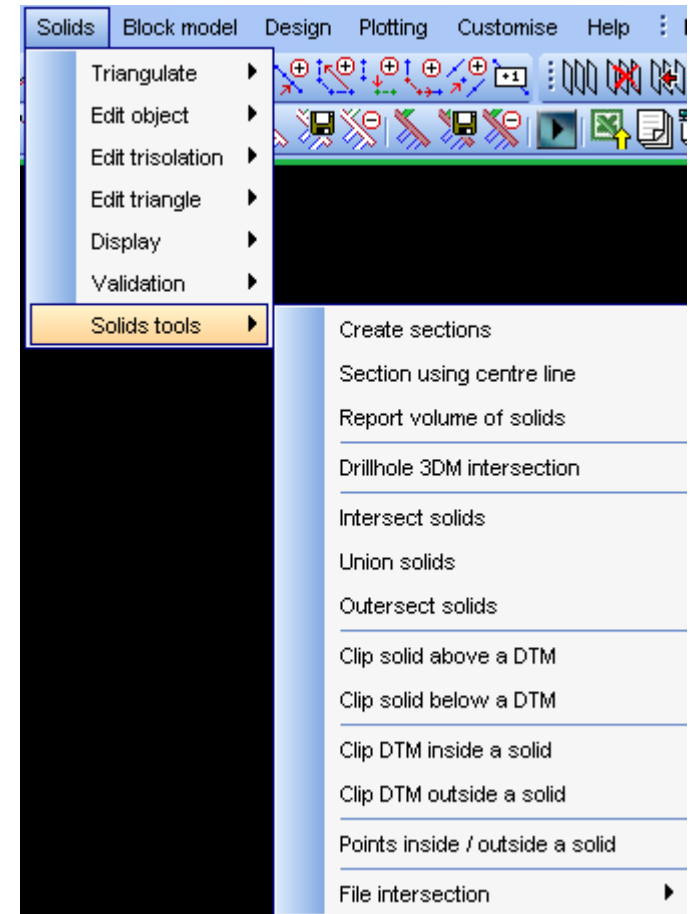 Solids Block model Design Plotting Customise Help
Triangulate
Edit object
Edit trisolation
Edit triangle
Display
Validation
Solids tools
Create sections
Section using centre line
Report volume of solids
Drillhole 3DM intersection
Intersect solids
Union solids
Outersect solids
Clip solid above a DTM
Clip solid below a DTM
Clip DTM inside a solid
Clip DTM outside a solid
Points inside / outside a solid
File intersection